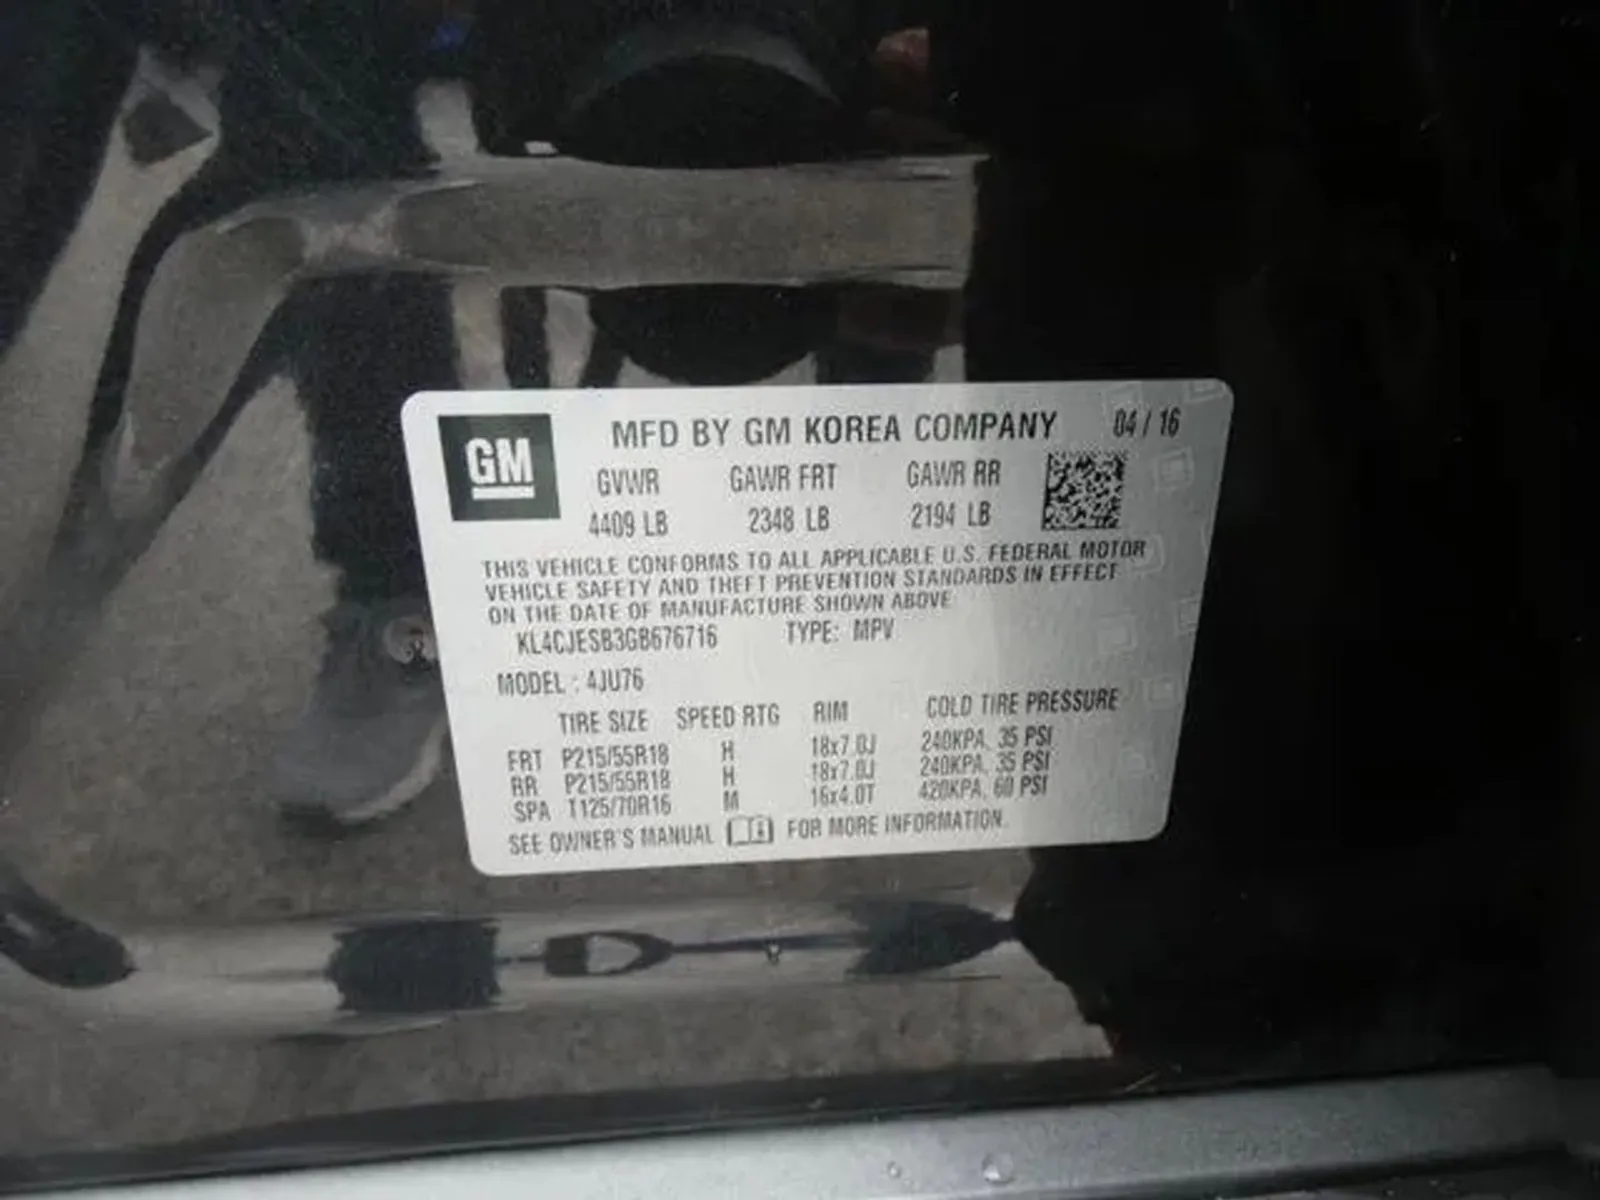 GM
MFD BY GM KOREA COMPANY 04 / 16
GVWR GAWR FRT GAWR RR
4409 LB 2348 LB 2194 LB
THIS VEHICLE CONFORMS TO ALL APPLICABLE U.S. FEDERAL MOTOR
VEHICLE SAFETY AND THEFT PREVENTION STANDARDS IN EFFECT
ON THE DATE OF MANUFACTURE SHOWN ABOVE
KL4CJESB3GB676716 TYPE: MPV
MODEL : 4JU76
TIRE SIZE SPEED RTG RIM COLD TIRE PRESSURE
FRT P215/55R18 H 18x7.0J 240KPA, 35 PSI
RR P215/55R18 H 18x7.0J 240KPA, 35 PSI
SPA T125/70R16 M 16x4.0T 420KPA, 60 PSI
SEE OWNER'S MANUAL FOR MORE INFORMATION.